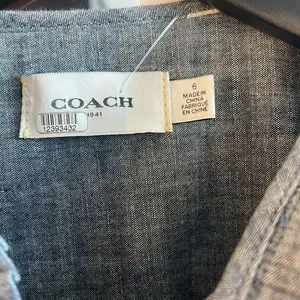 COACH
1941
12393432
6
MADE IN
CHINA
FABRIQUÉ
EN CHINE